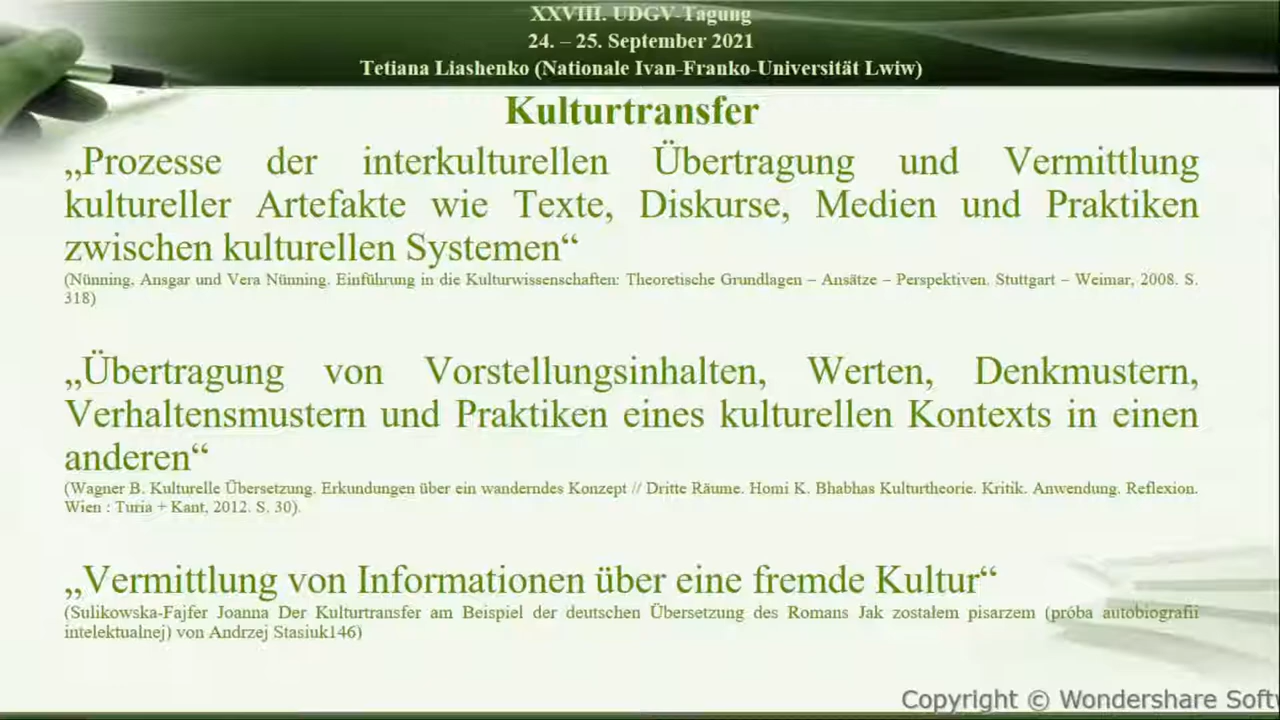 XXVIII. UDGV-Tagung
24. – 25. September 2021
Tetiana Liashenko (Nationale Ivan-Franko-Universität Lwiw)
Kulturtransfer
„Prozesse der interkulturellen Übertragung und Vermittlung
kultureller Artefakte wie Texte, Diskurse, Medien und Praktiken
zwischen kulturellen Systemen“
(Nünning, Ansgar und Vera Nünning. Einführung in die Kulturwissenschaften: Theoretische Grundlagen – Ansätze – Perspektiven. Stuttgart – Weimar, 2008. S.
318)
„Übertragung von Vorstellungsinhalten, Werten, Denkmustern,
Verhaltensmustern und Praktiken eines kulturellen Kontexts in einen
anderen“
(Wagner B. Kulturelle Übersetzung. Erkundungen über ein wanderndes Konzept // Dritte Räume. Homi K. Bhabhas Kulturtheorie. Kritik. Anwendung. Reflexion.
Wien : Turia + Kant, 2012. S. 30).
„Vermittlung von Informationen über eine fremde Kultur“
(Sulikowska-Fajfer Joanna Der Kulturtransfer am Beispiel der deutschen Übersetzung des Romans Jak zostałem pisarzem (próba autobiografii
intelektualnej) von Andrzej Stasiuk146)
Copyright © Wondershare Soft